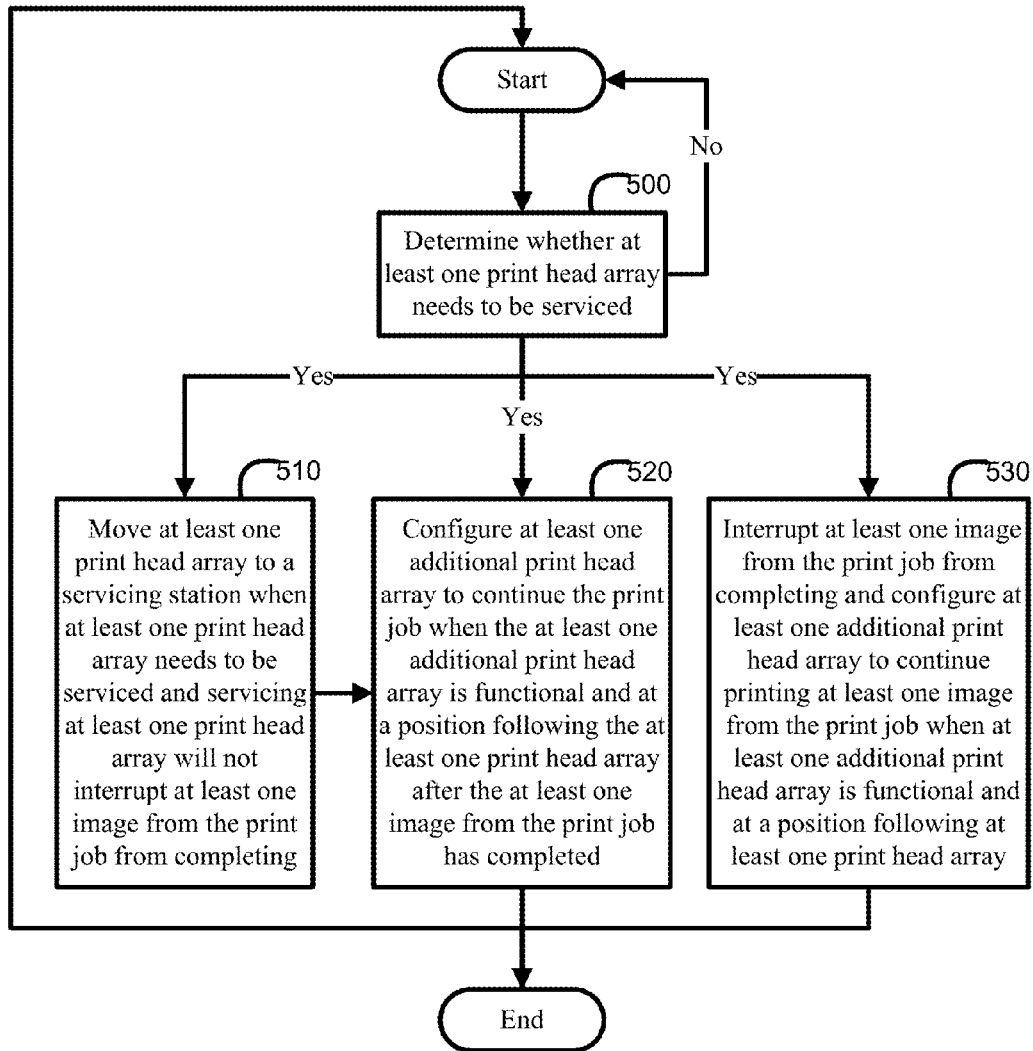 Start
No
500
Determine whether at
least one print head array
needs to be serviced
Yes
Yes
Yes
510
Move at least one
print head array to a
servicing station when
at least one print head
array needs to be
serviced and servicing
at least one print head
array will not
interrupt at least one
image from the print
job from completing
520
Configure at least one
additional print head
array to continue the print
job when the at least one
additional print head
array is functional and at
a position following the at
least one print head array
after the at least one
image from the print job
has completed
530
Interrupt at least one image
from the print job from
completing and configure at
least one additional print
head array to continue
printing at least one image
from the print job when at
least one additional print
head array is functional and
at a position following at
least one print head array
End